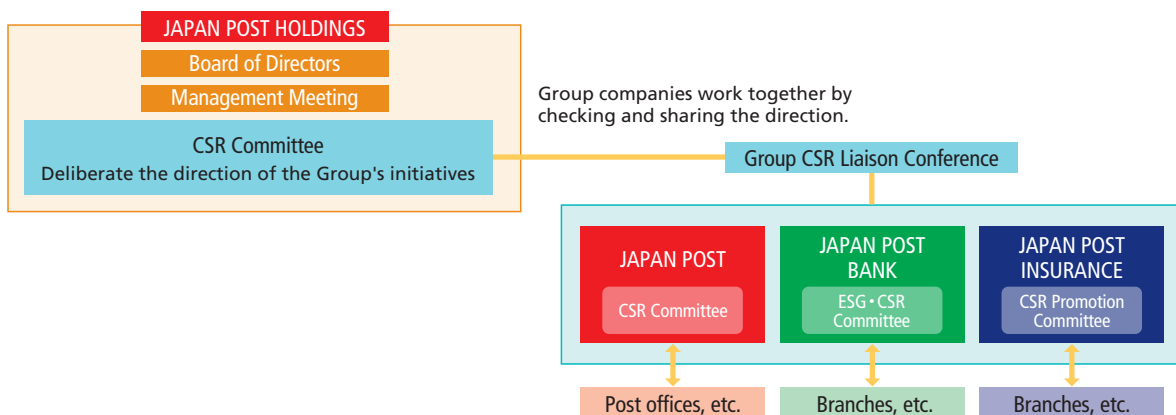 JAPAN POST HOLDINGS
Board of Directors
Management Meeting
CSR Committee
Deliberate the direction of the Group's initiatives
Group companies work together by
checking and sharing the direction.
Group CSR Liaison Conference
JAPAN POST
CSR Committee
JAPAN POST
BANK
ESG・CSR
Committee
JAPAN POST
INSURANCE
CSR Promotion
Committee
Post offices, etc.
Branches, etc.
Branches, etc.